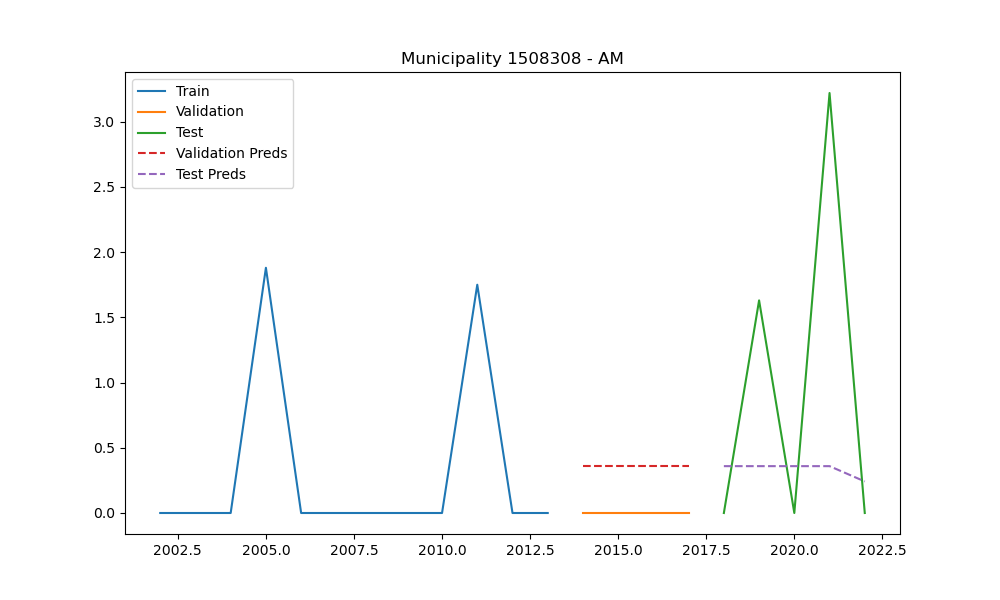 Municipality 1508308 - AM
Train
Validation
Test
Validation Preds
Test Preds
3.0
2.5
2.0
1.5
1.0
0.5
0.0
2002.5 2005.0 2007.5 2010.0 2012.5 2015.0 2017.5 2020.0 2022.5